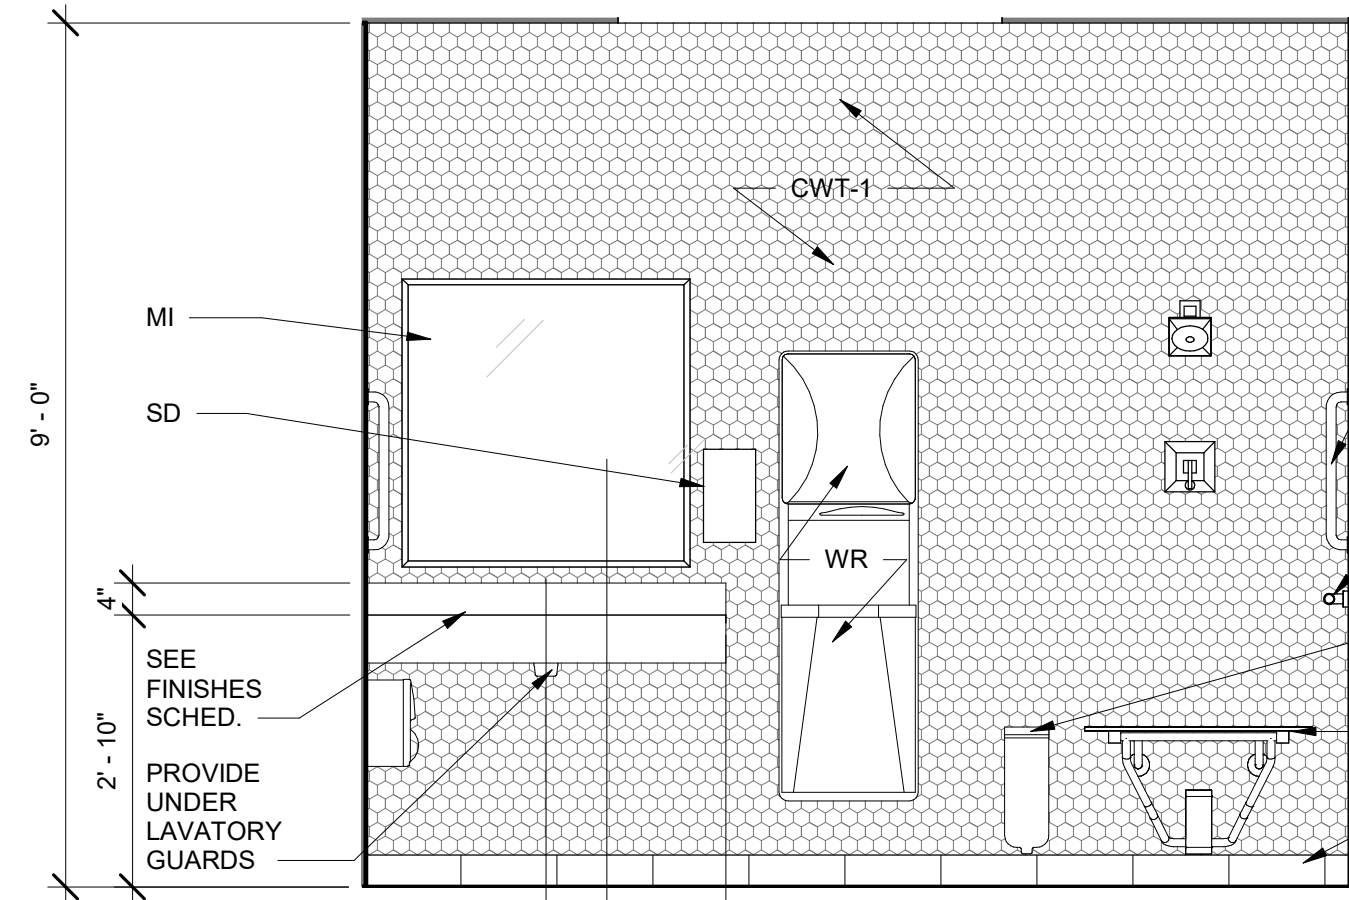 CWT-1
MI
SD
9' - 0"
WR
4"
SEE
FINISHES
SCHED.
2' - 10"
PROVIDE
UNDER
LAVATORY
GUARDS